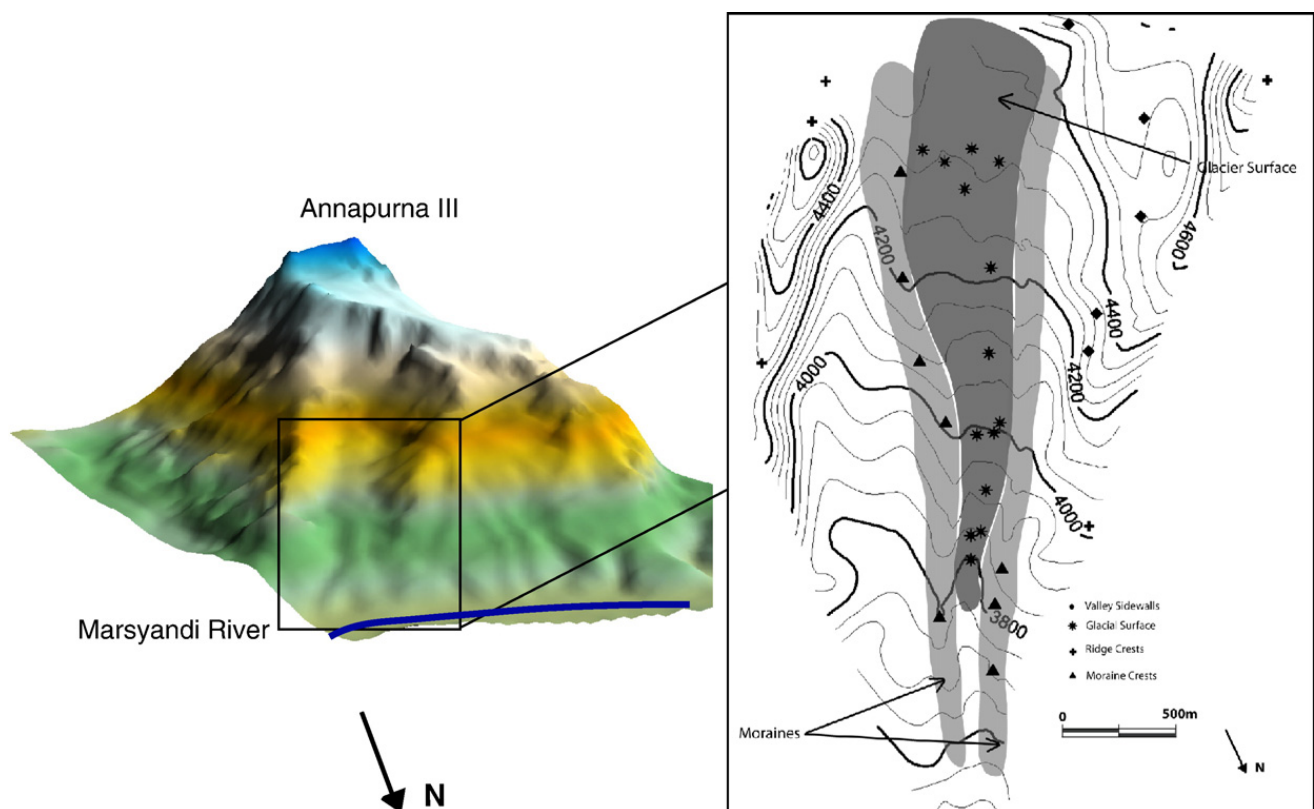 Annapurna III
Marsyandi River
N
Glacier Surface
4400
4200
4600
4400
4200
4000
4000
3800
Valley Sidewalls
Glacial Surface
Ridge Crests
Moraine Crests
Moraines
0 500m
N